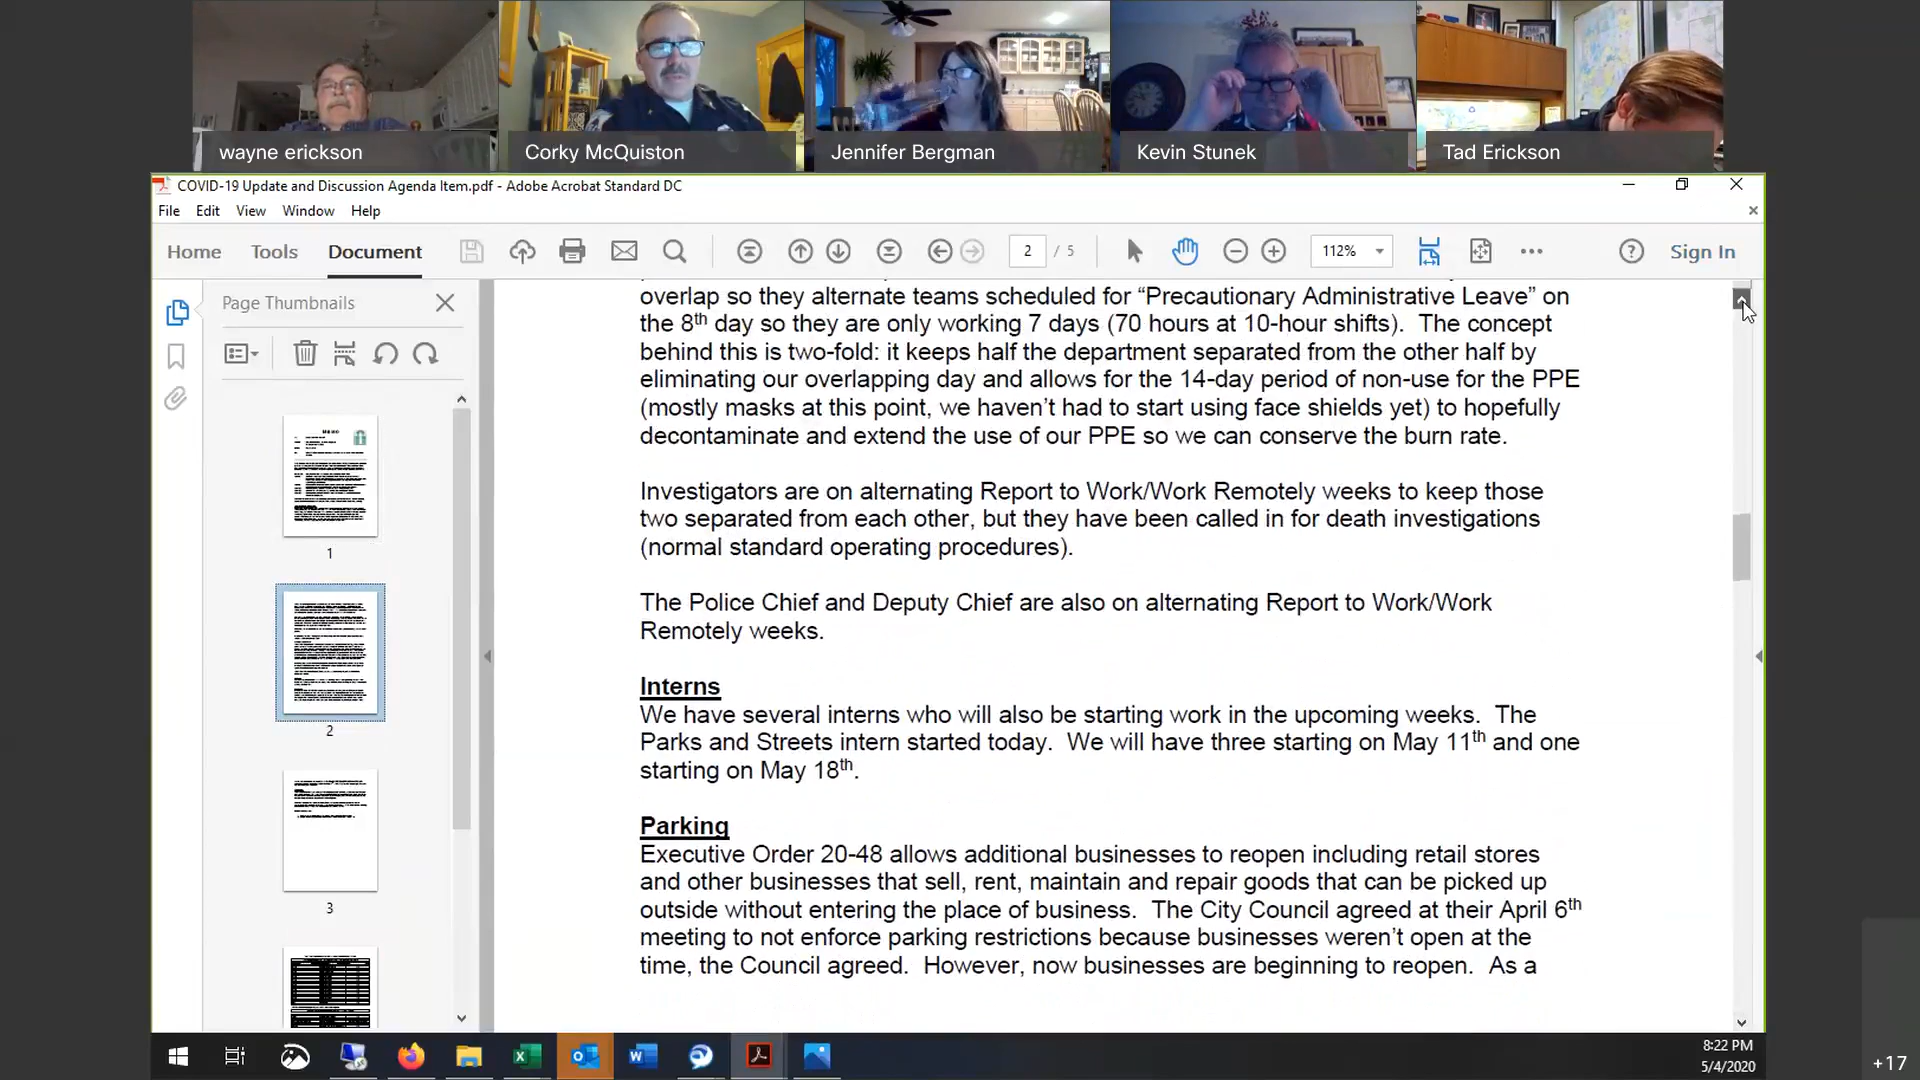 wayne erickson
Corky McQuiston
Jennifer Bergman
Kevin Stunek
Tad Erickson
COVID-19 Update and Discussion Agenda Item.pdf - Adobe Acrobat Standard DC
File Edit View Window Help
Home Tools Document 2 / 5 112% Sign In
Page Thumbnails
1
2
3
overlap so they alternate teams scheduled for “Precautionary Administrative Leave” on
the 8th day so they are only working 7 days (70 hours at 10-hour shifts). The concept
behind this is two-fold: it keeps half the department separated from the other half by
eliminating our overlapping day and allows for the 14-day period of non-use for the PPE
(mostly masks at this point, we haven’t had to start using face shields yet) to hopefully
decontaminate and extend the use of our PPE so we can conserve the burn rate.
Investigators are on alternating Report to Work/Work Remotely weeks to keep those
two separated from each other, but they have been called in for death investigations
(normal standard operating procedures).
The Police Chief and Deputy Chief are also on alternating Report to Work/Work
Remotely weeks.
Interns
We have several interns who will also be starting work in the upcoming weeks. The
Parks and Streets intern started today. We will have three starting on May 11th and one
starting on May 18th.
Parking
Executive Order 20-48 allows additional businesses to reopen including retail stores
and other businesses that sell, rent, maintain and repair goods that can be picked up
outside without entering the place of business. The City Council agreed at their April 6th
meeting to not enforce parking restrictions because businesses weren’t open at the
time, the Council agreed. However, now businesses are beginning to reopen. As a
8:22 PM
5/4/2020
+17